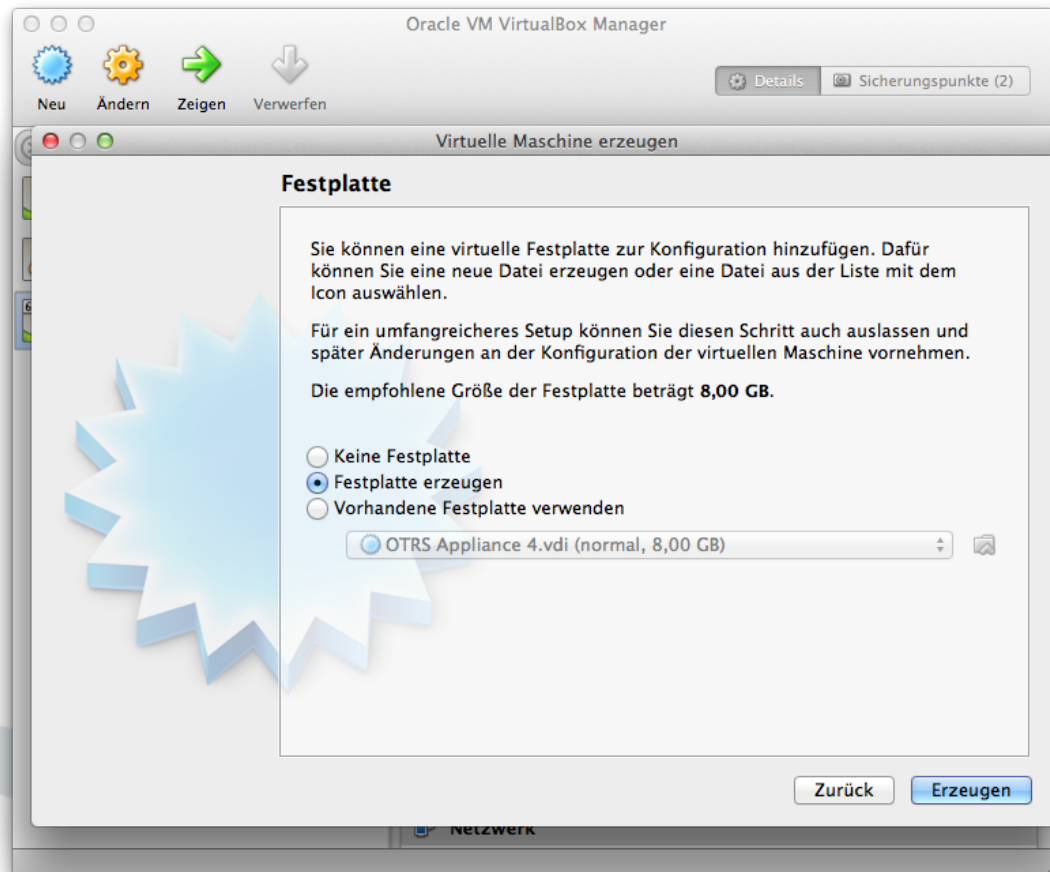 Oracle VM VirtualBox Manager
Neu
Ändern
Zeigen
Verwerfen
Details
Sicherungspunkte (2)
Virtuelle Maschine erzeugen
Festplatte
Sie können eine virtuelle Festplatte zur Konfiguration hinzufügen. Dafür
können Sie eine neue Datei erzeugen oder eine Datei aus der Liste mit dem
Icon auswählen.
Für ein umfangreicheres Setup können Sie diesen Schritt auch auslassen und
später Änderungen an der Konfiguration der virtuellen Maschine vornehmen.
Die empfohlene Größe der Festplatte beträgt 8,00 GB.
Keine Festplatte
Festplatte erzeugen
Vorhandene Festplatte verwenden
OTRS Appliance 4.vdi (normal, 8,00 GB)
Zurück
Erzeugen
Netzwerk